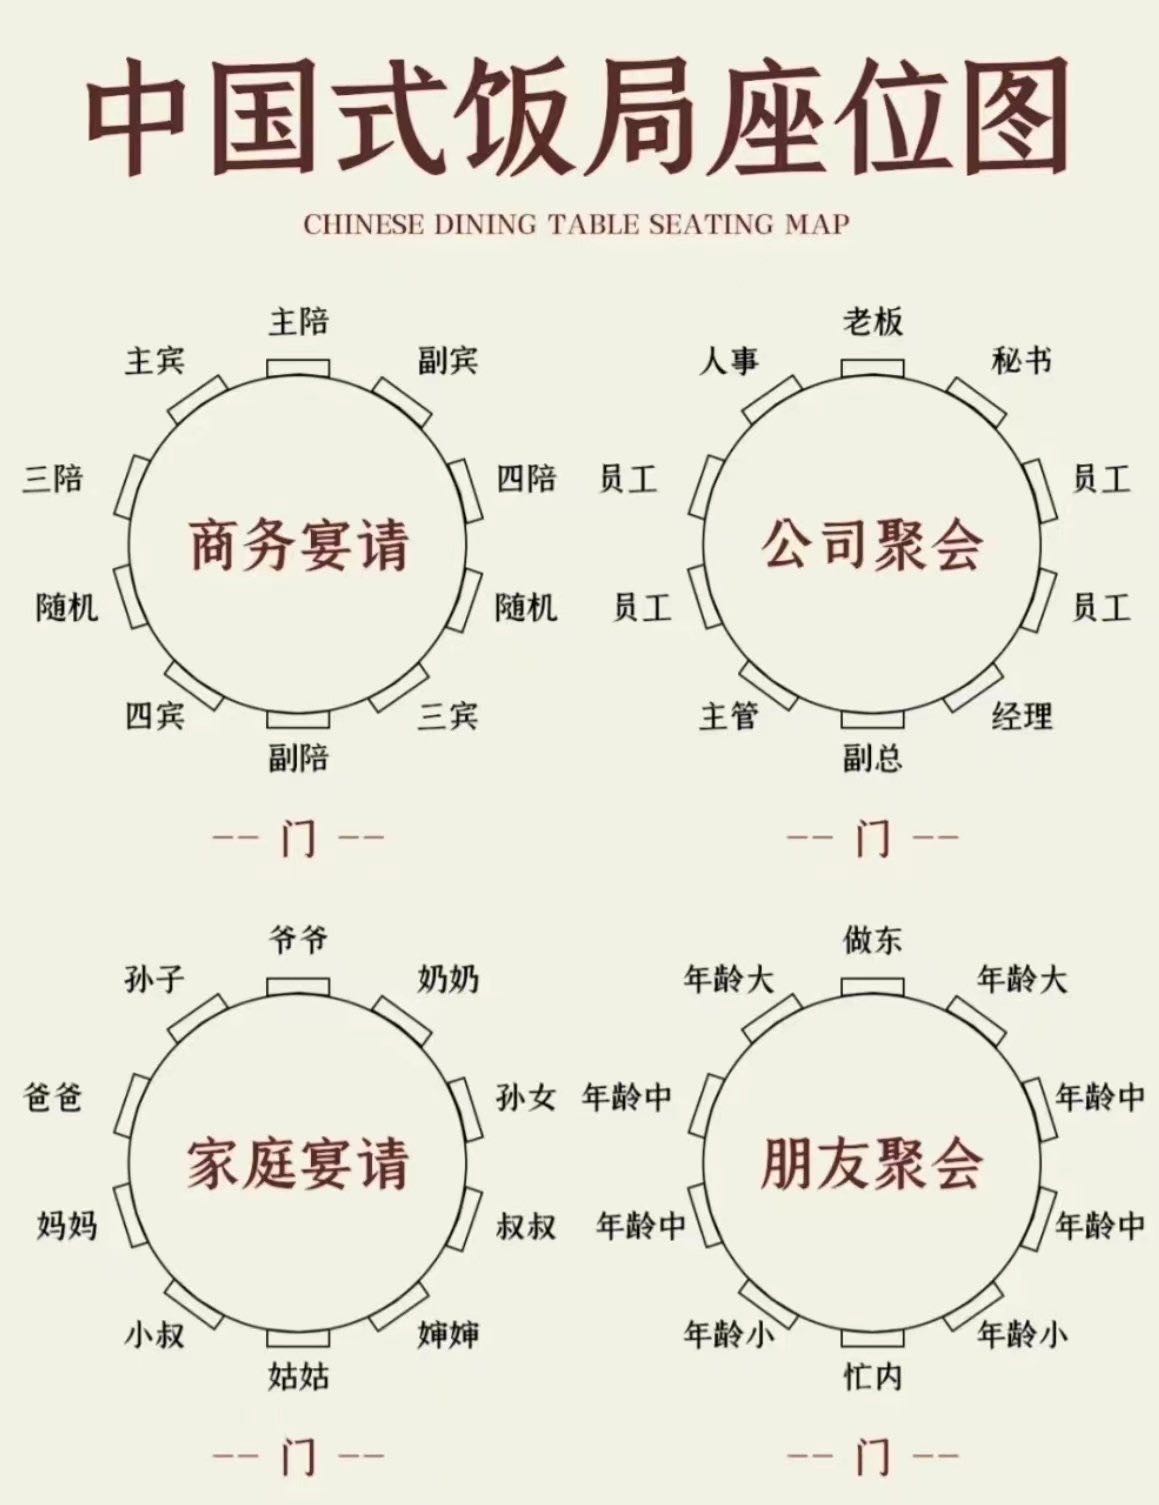 中国式饭局座位图
CHINESE DINING TABLE SEATING MAP
主陪
主宾
副宾
三陪
四陪
商务宴请
随机
随机
四宾
三宾
副陪
-- 门 --
老板
人事
秘书
员工
员工
公司聚会
员工
员工
主管
经理
副总
-- 门 --
爷爷
孙子
奶奶
爸爸
孙女
家庭宴请
妈妈
叔叔
小叔
婶婶
姑姑
-- 门 --
做东
年龄大
年龄大
年龄中
年龄中
朋友聚会
年龄中
年龄中
年龄小
年龄小
忙内
-- 门 --